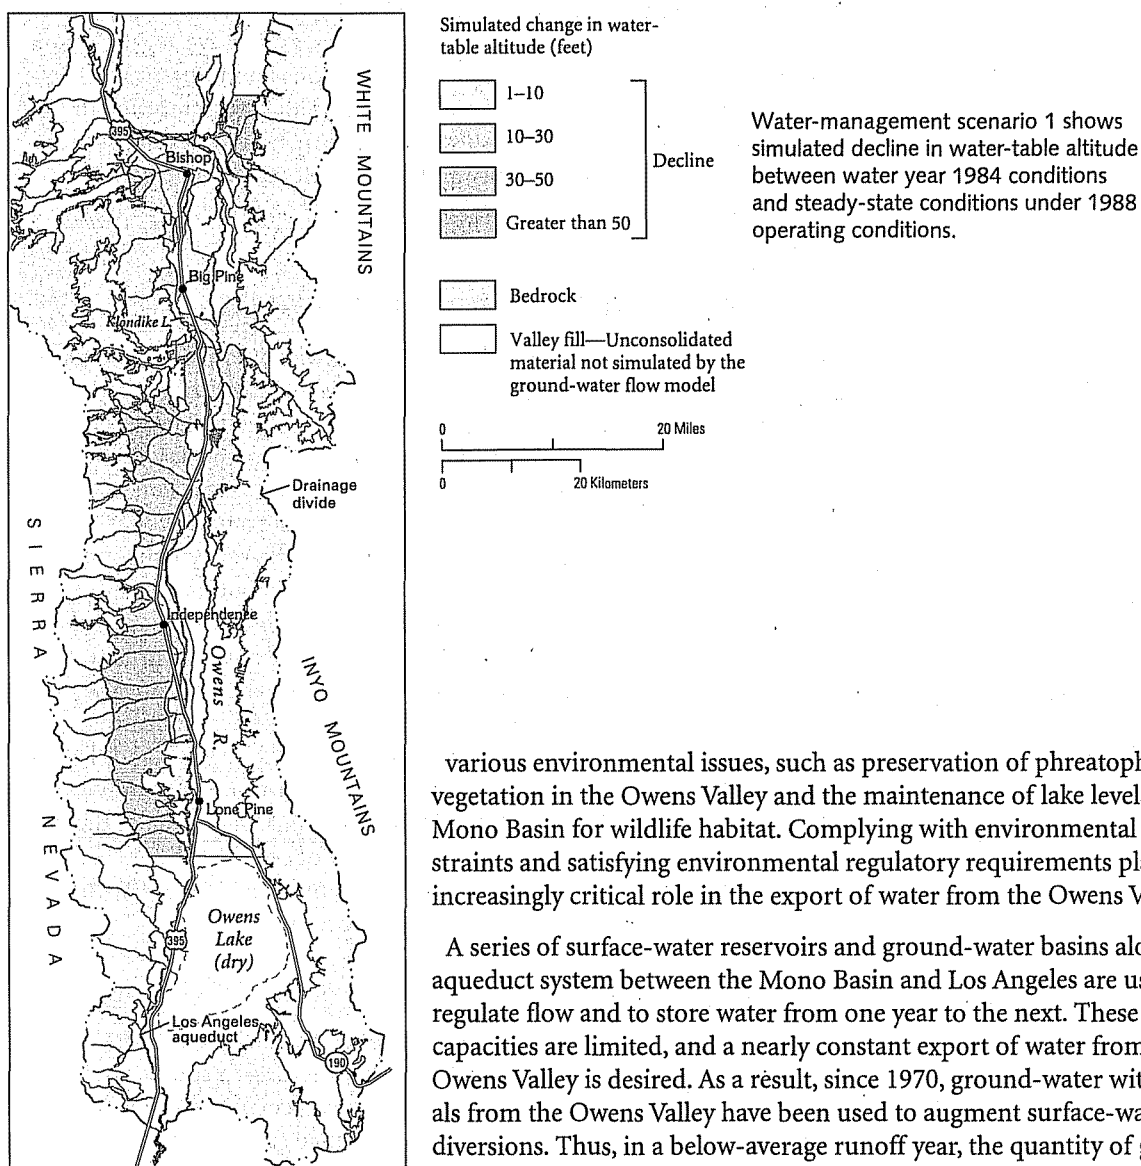 Simulated change in water-
table altitude (feet)
1–10
10–30
30–50
Greater than 50
Decline
Bedrock
Valley fill—Unconsolidated
material not simulated by the
ground-water flow model
0 20 Miles
0 20 Kilometers
Water-management scenario 1 shows
simulated decline in water-table altitude
between water year 1984 conditions
and steady-state conditions under 1988
operating conditions.
WHITE MOUNTAINS
395
Bishop
Big Pine
Klondike L.
Drainage
divide
SIERRA NEVADA
Independence
Owens R.
INYO MOUNTAINS
Lone Pine
Owens
Lake
(dry)
395
Los Angeles
aqueduct
190
various environmental issues, such as preservation of phreatoph
vegetation in the Owens Valley and the maintenance of lake level
Mono Basin for wildlife habitat. Complying with environmental
straints and satisfying environmental regulatory requirements pl
increasingly critical role in the export of water from the Owens V
A series of surface-water reservoirs and ground-water basins alo
aqueduct system between the Mono Basin and Los Angeles are u
regulate flow and to store water from one year to the next. These
capacities are limited, and a nearly constant export of water from
Owens Valley is desired. As a result, since 1970, ground-water wit
als from the Owens Valley have been used to augment surface-wa
diversions. Thus, in a below-average runoff year, the quantity of g